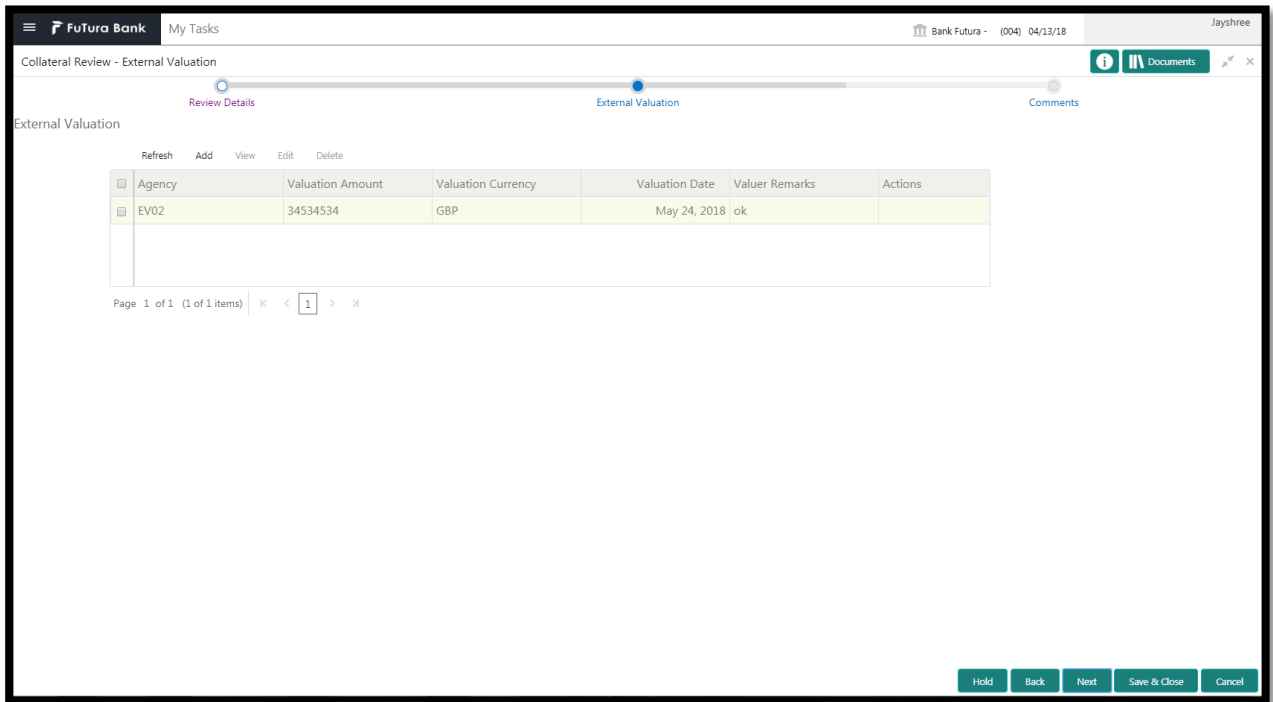 FuTura Bank My Tasks Bank Futura - (004) 04/13/18 Jayshree
Collateral Review - External Valuation Documents
Review Details External Valuation Comments
External Valuation
Refresh Add View Edit Delete
Agency Valuation Amount Valuation Currency Valuation Date Valuer Remarks Actions
EV02 34534534 GBP May 24, 2018 ok
Page 1 of 1 (1 of 1 items) 1
Hold Back Next Save & Close Cancel